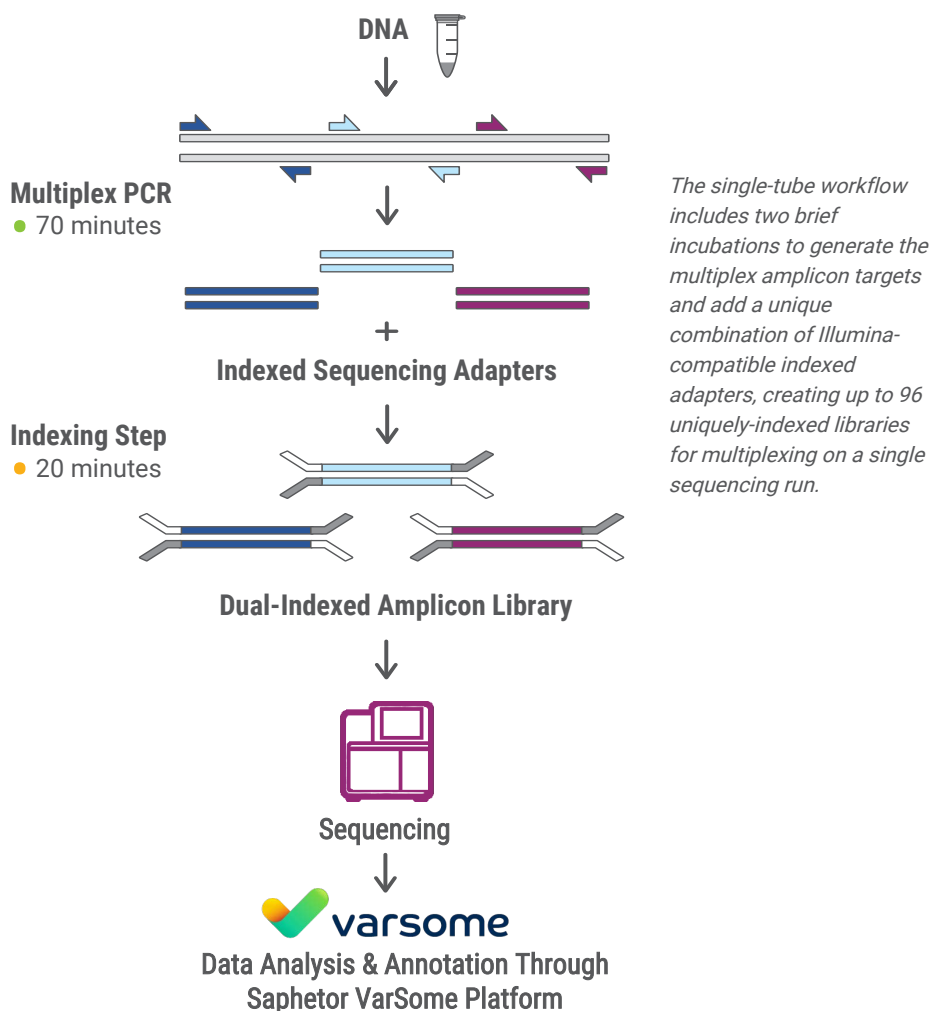 DNA
Multiplex PCR
70 minutes
The single-tube workflow
includes two brief
incubations to generate the
multiplex amplicon targets
and add a unique
combination of Illumina-
compatible indexed
adapters, creating up to 96
uniquely-indexed libraries
for multiplexing on a single
sequencing run.
+
Indexed Sequencing Adapters
Indexing Step
20 minutes
Dual-Indexed Amplicon Library
Sequencing
varsome
Data Analysis & Annotation Through
Saphetor VarSome Platform